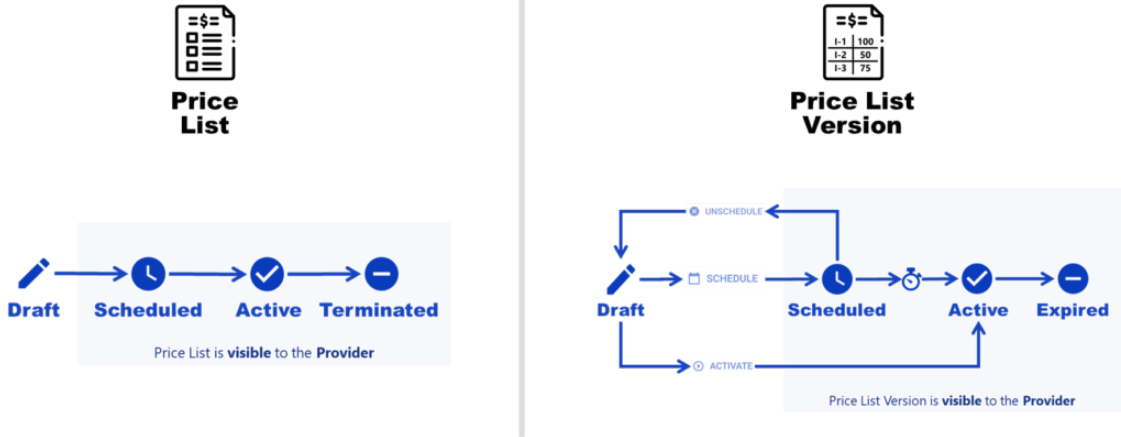 =$=
Price
List
Draft
Scheduled
Active
Terminated
Price List is visible to the Provider
=$=
I-1 100
I-2 50
I-3 75
Price List
Version
UNSCHEDULE
SCHEDULE
Draft
Scheduled
Active
Expired
ACTIVATE
Price List Version is visible to the Provider